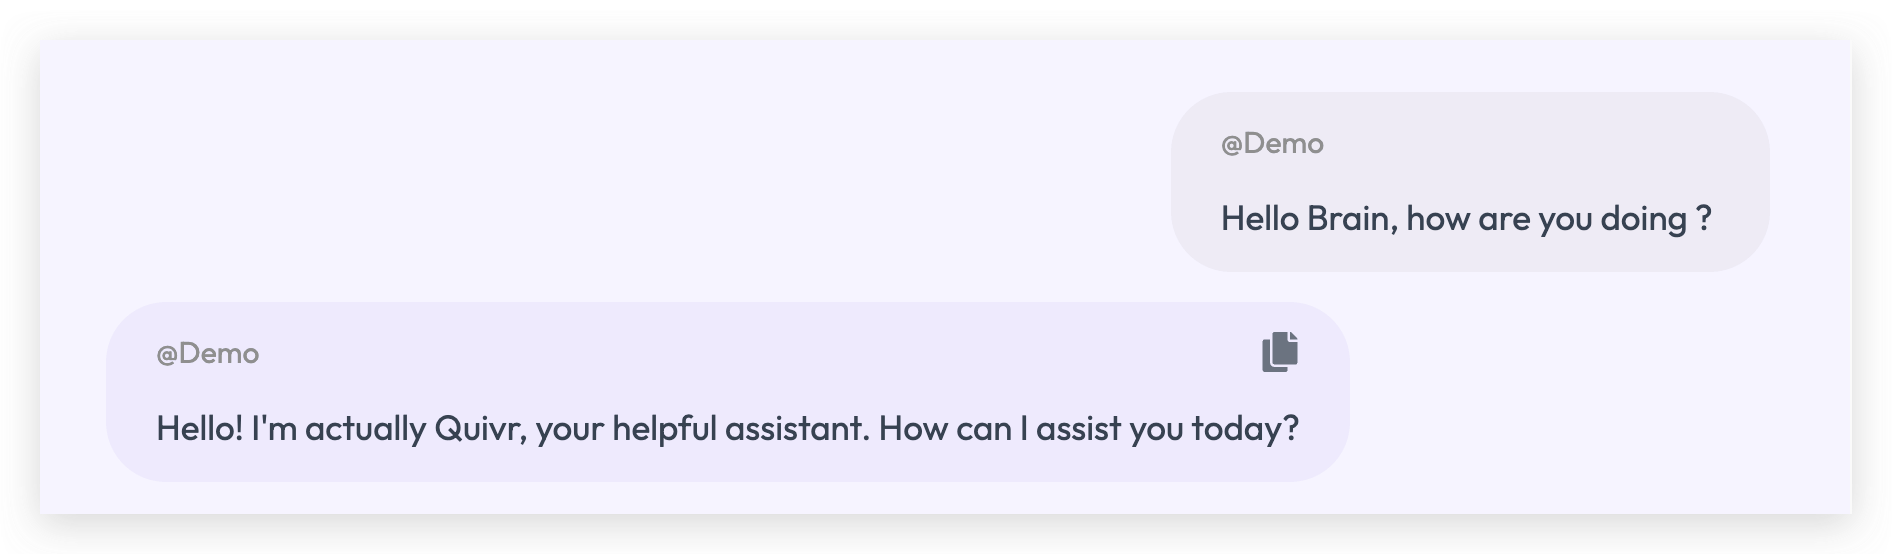 @Demo
Hello Brain, how are you doing ?
@Demo
Hello! I'm actually Quivr, your helpful assistant. How can I assist you today?